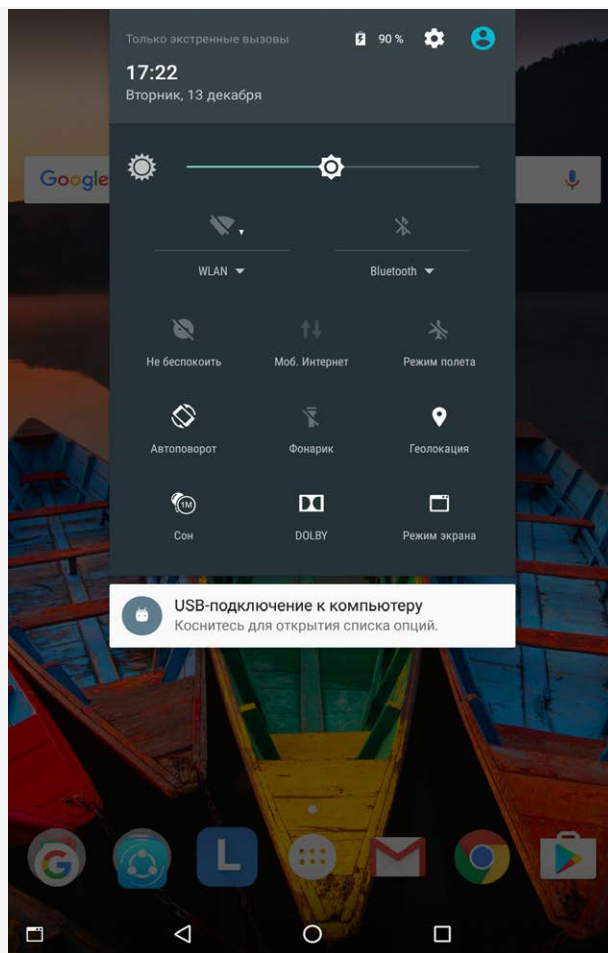 Только экстренные вызовы 90 %
17:22
Вторник, 13 декабря
Google
WLAN Bluetooth
Не беспокоить Моб. Интернет Режим полета
Автоповорот Фонарик Геолокация
1M
Сон DOLBY Режим экрана
USB-подключение к компьютеру
Коснитесь для открытия списка опций.
G L M